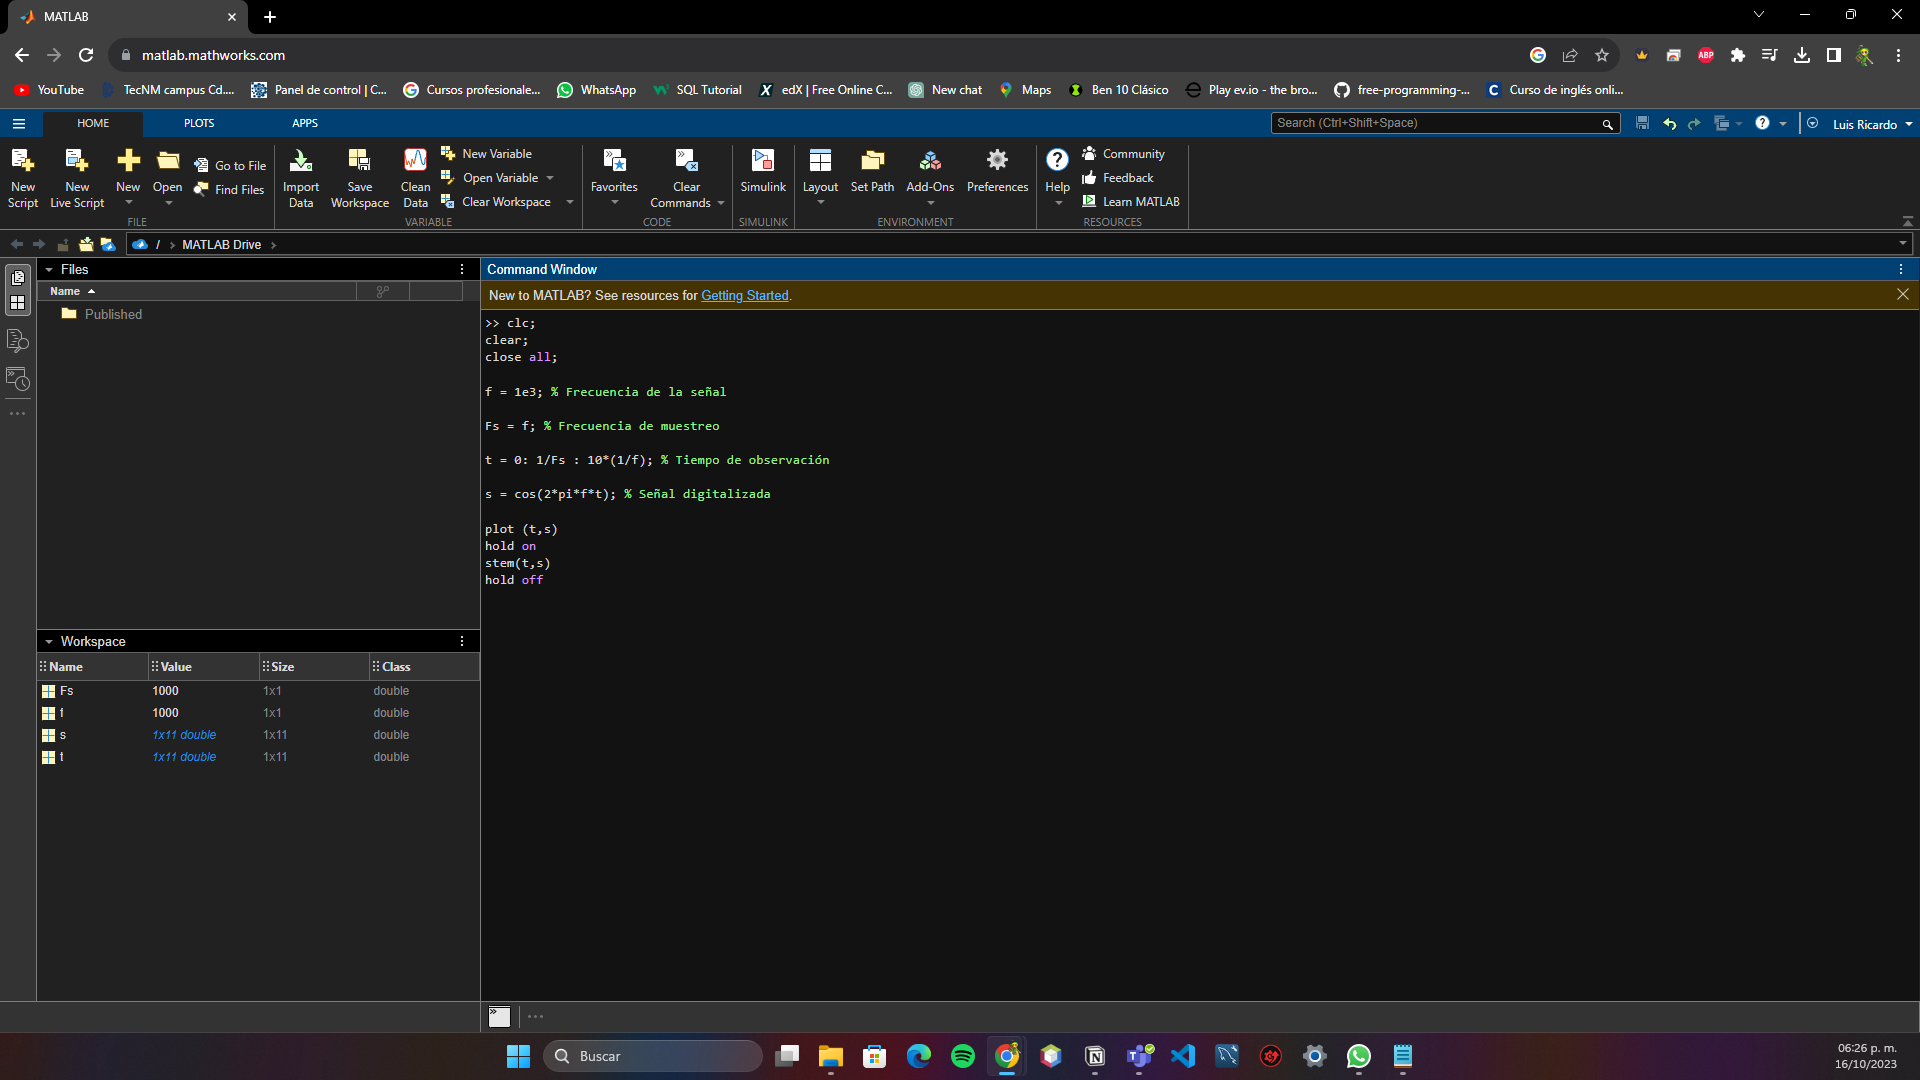 MATLAB
matlab.mathworks.com
ABP
YouTube
TecNM campus Cd....
Panel de control | C...
Cursos profesionale...
WhatsApp
SQL Tutorial
edX | Free Online C...
New chat
Maps
Ben 10 Clásico
Play ev.io - the bro...
free-programming-...
Curso de inglés onli...
HOME
PLOTS
APPS
Search (Ctrl+Shift+Space)
Luis Ricardo
New Script
New Live Script
New
Open
Go to File
Find Files
FILE
Import Data
Save Workspace
Clean Data
New Variable
Open Variable
Clear Workspace
VARIABLE
Favorites
Clear Commands
CODE
Simulink
SIMULINK
Layout
Set Path
Add-Ons
Preferences
ENVIRONMENT
Help
Community
Feedback
Learn MATLAB
RESOURCES
/ > MATLAB Drive >
Files
Name
Published
Command Window
New to MATLAB? See resources for Getting Started.
>> clc;
clear;
close all;
f = 1e3; % Frecuencia de la señal
Fs = f; % Frecuencia de muestreo
t = 0: 1/Fs : 10*(1/f); % Tiempo de observación
s = cos(2*pi*f*t); % Señal digitalizada
plot (t,s)
hold on
stem(t,s)
hold off
Workspace
Name Value Size Class
Fs 1000 1x1 double
f 1000 1x1 double
s 1x11 double 1x11 double
t 1x11 double 1x11 double
Buscar
06:26 p. m.
16/10/2023